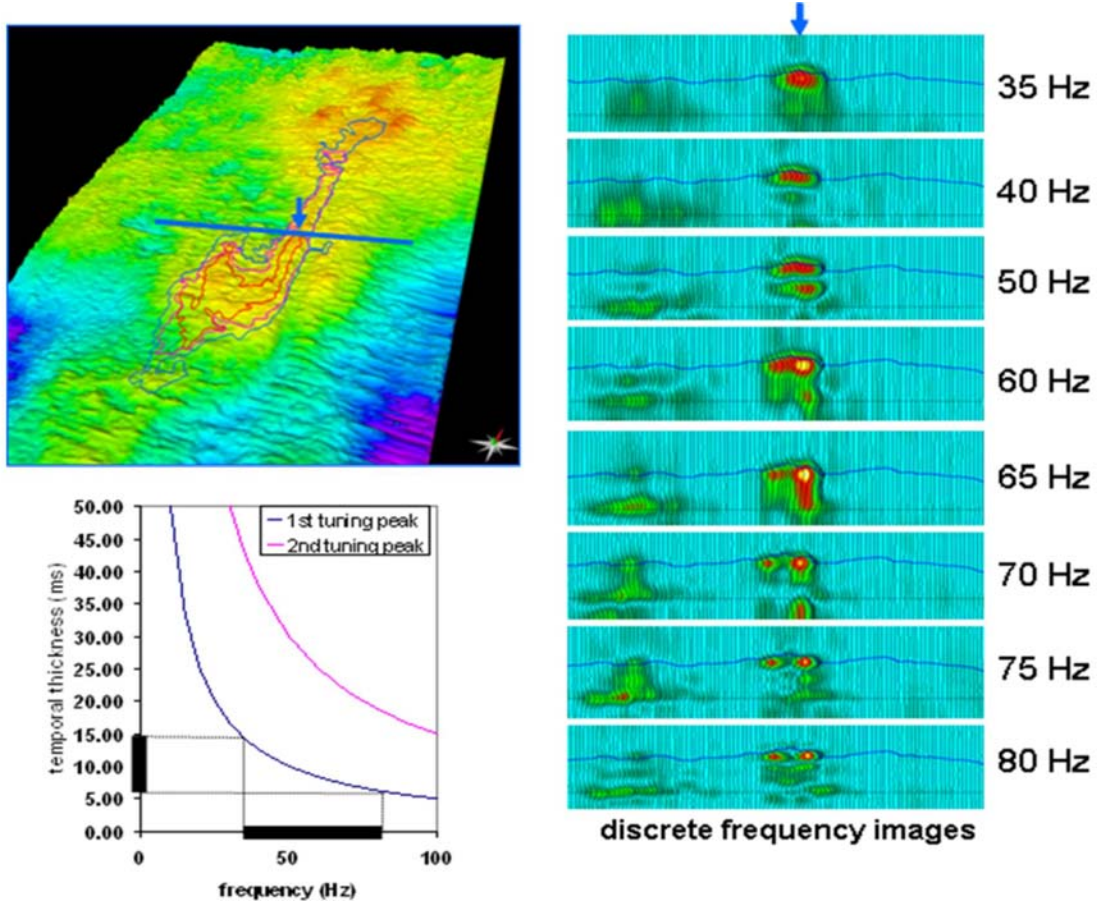 35 Hz
40 Hz
50 Hz
60 Hz
65 Hz
70 Hz
75 Hz
80 Hz
discrete frequency images
50.00
45.00
40.00
35.00
30.00
25.00
20.00
15.00
10.00
5.00
0.00
temporal thickness (ms)
1st tuning peak
2nd tuning peak
0
50
100
frequency (Hz)